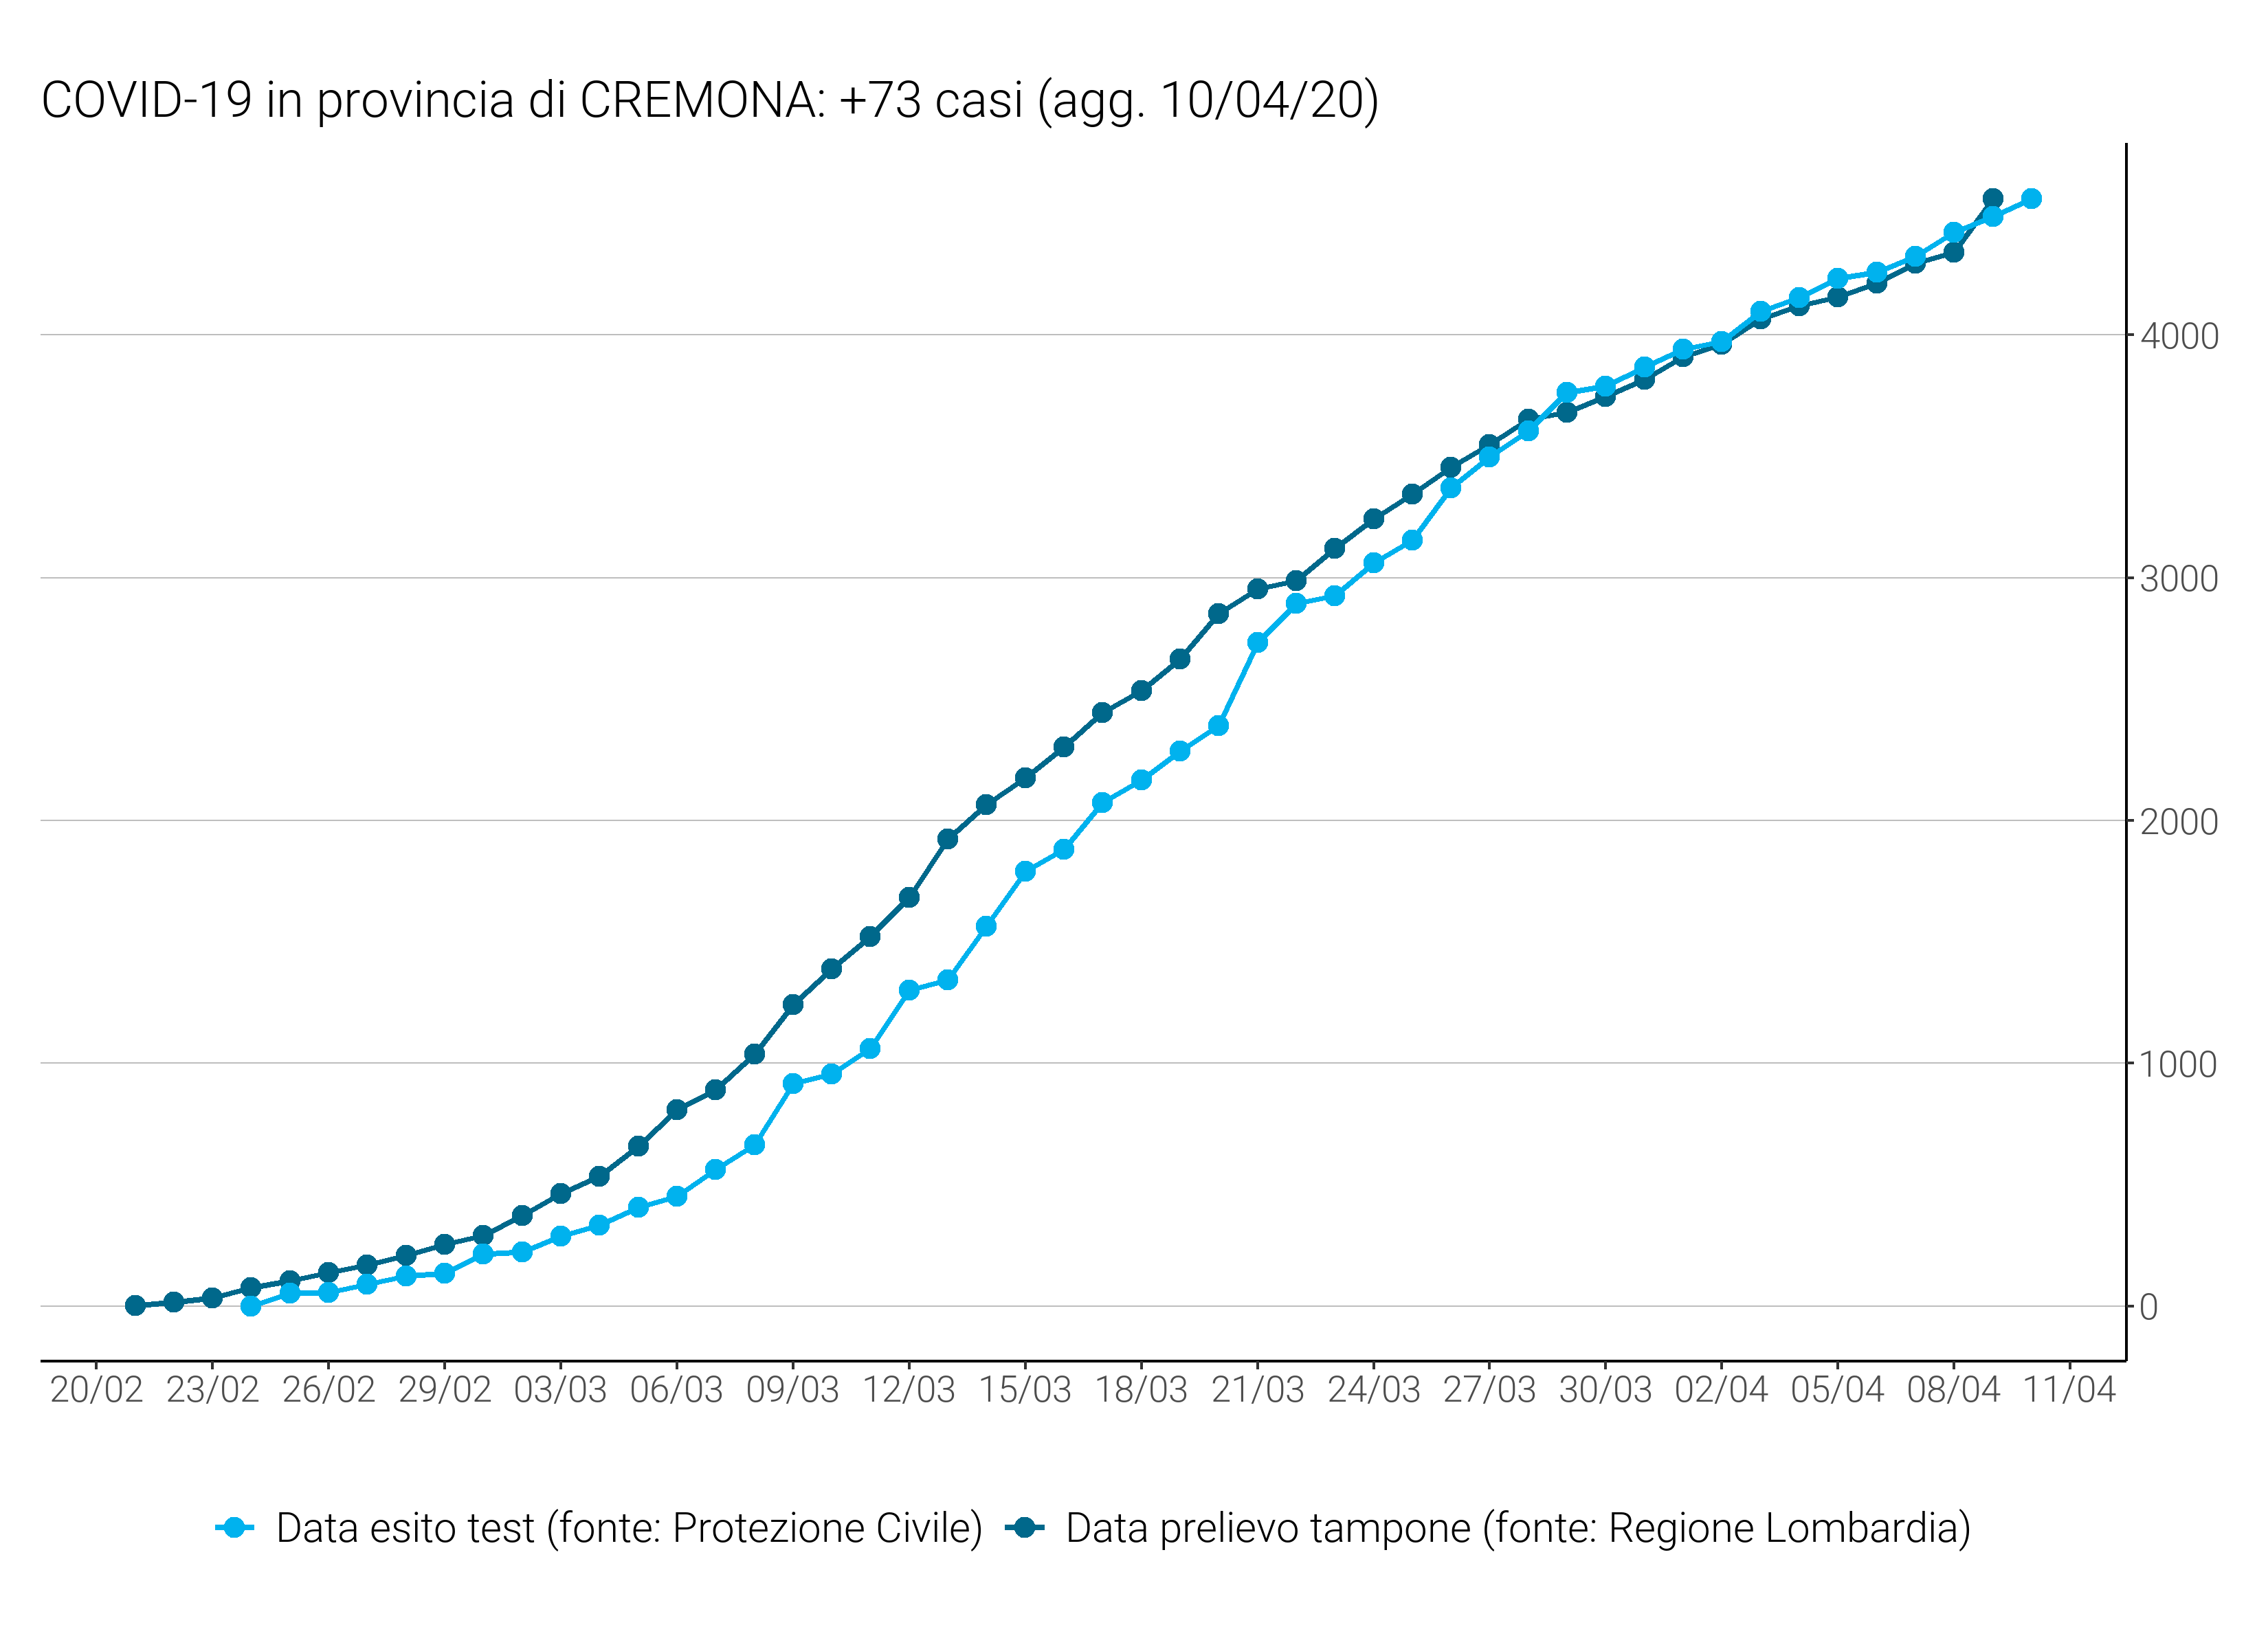 COVID-19 in provincia di CREMONA: +73 casi (agg. 10/04/20)
4000
3000
2000
1000
0
20/02 23/02 26/02 29/02 03/03 06/03 09/03 12/03 15/03 18/03 21/03 24/03 27/03 30/03 02/04 05/04 08/04 11/04
Data esito test (fonte: Protezione Civile) Data prelievo tampone (fonte: Regione Lombardia)